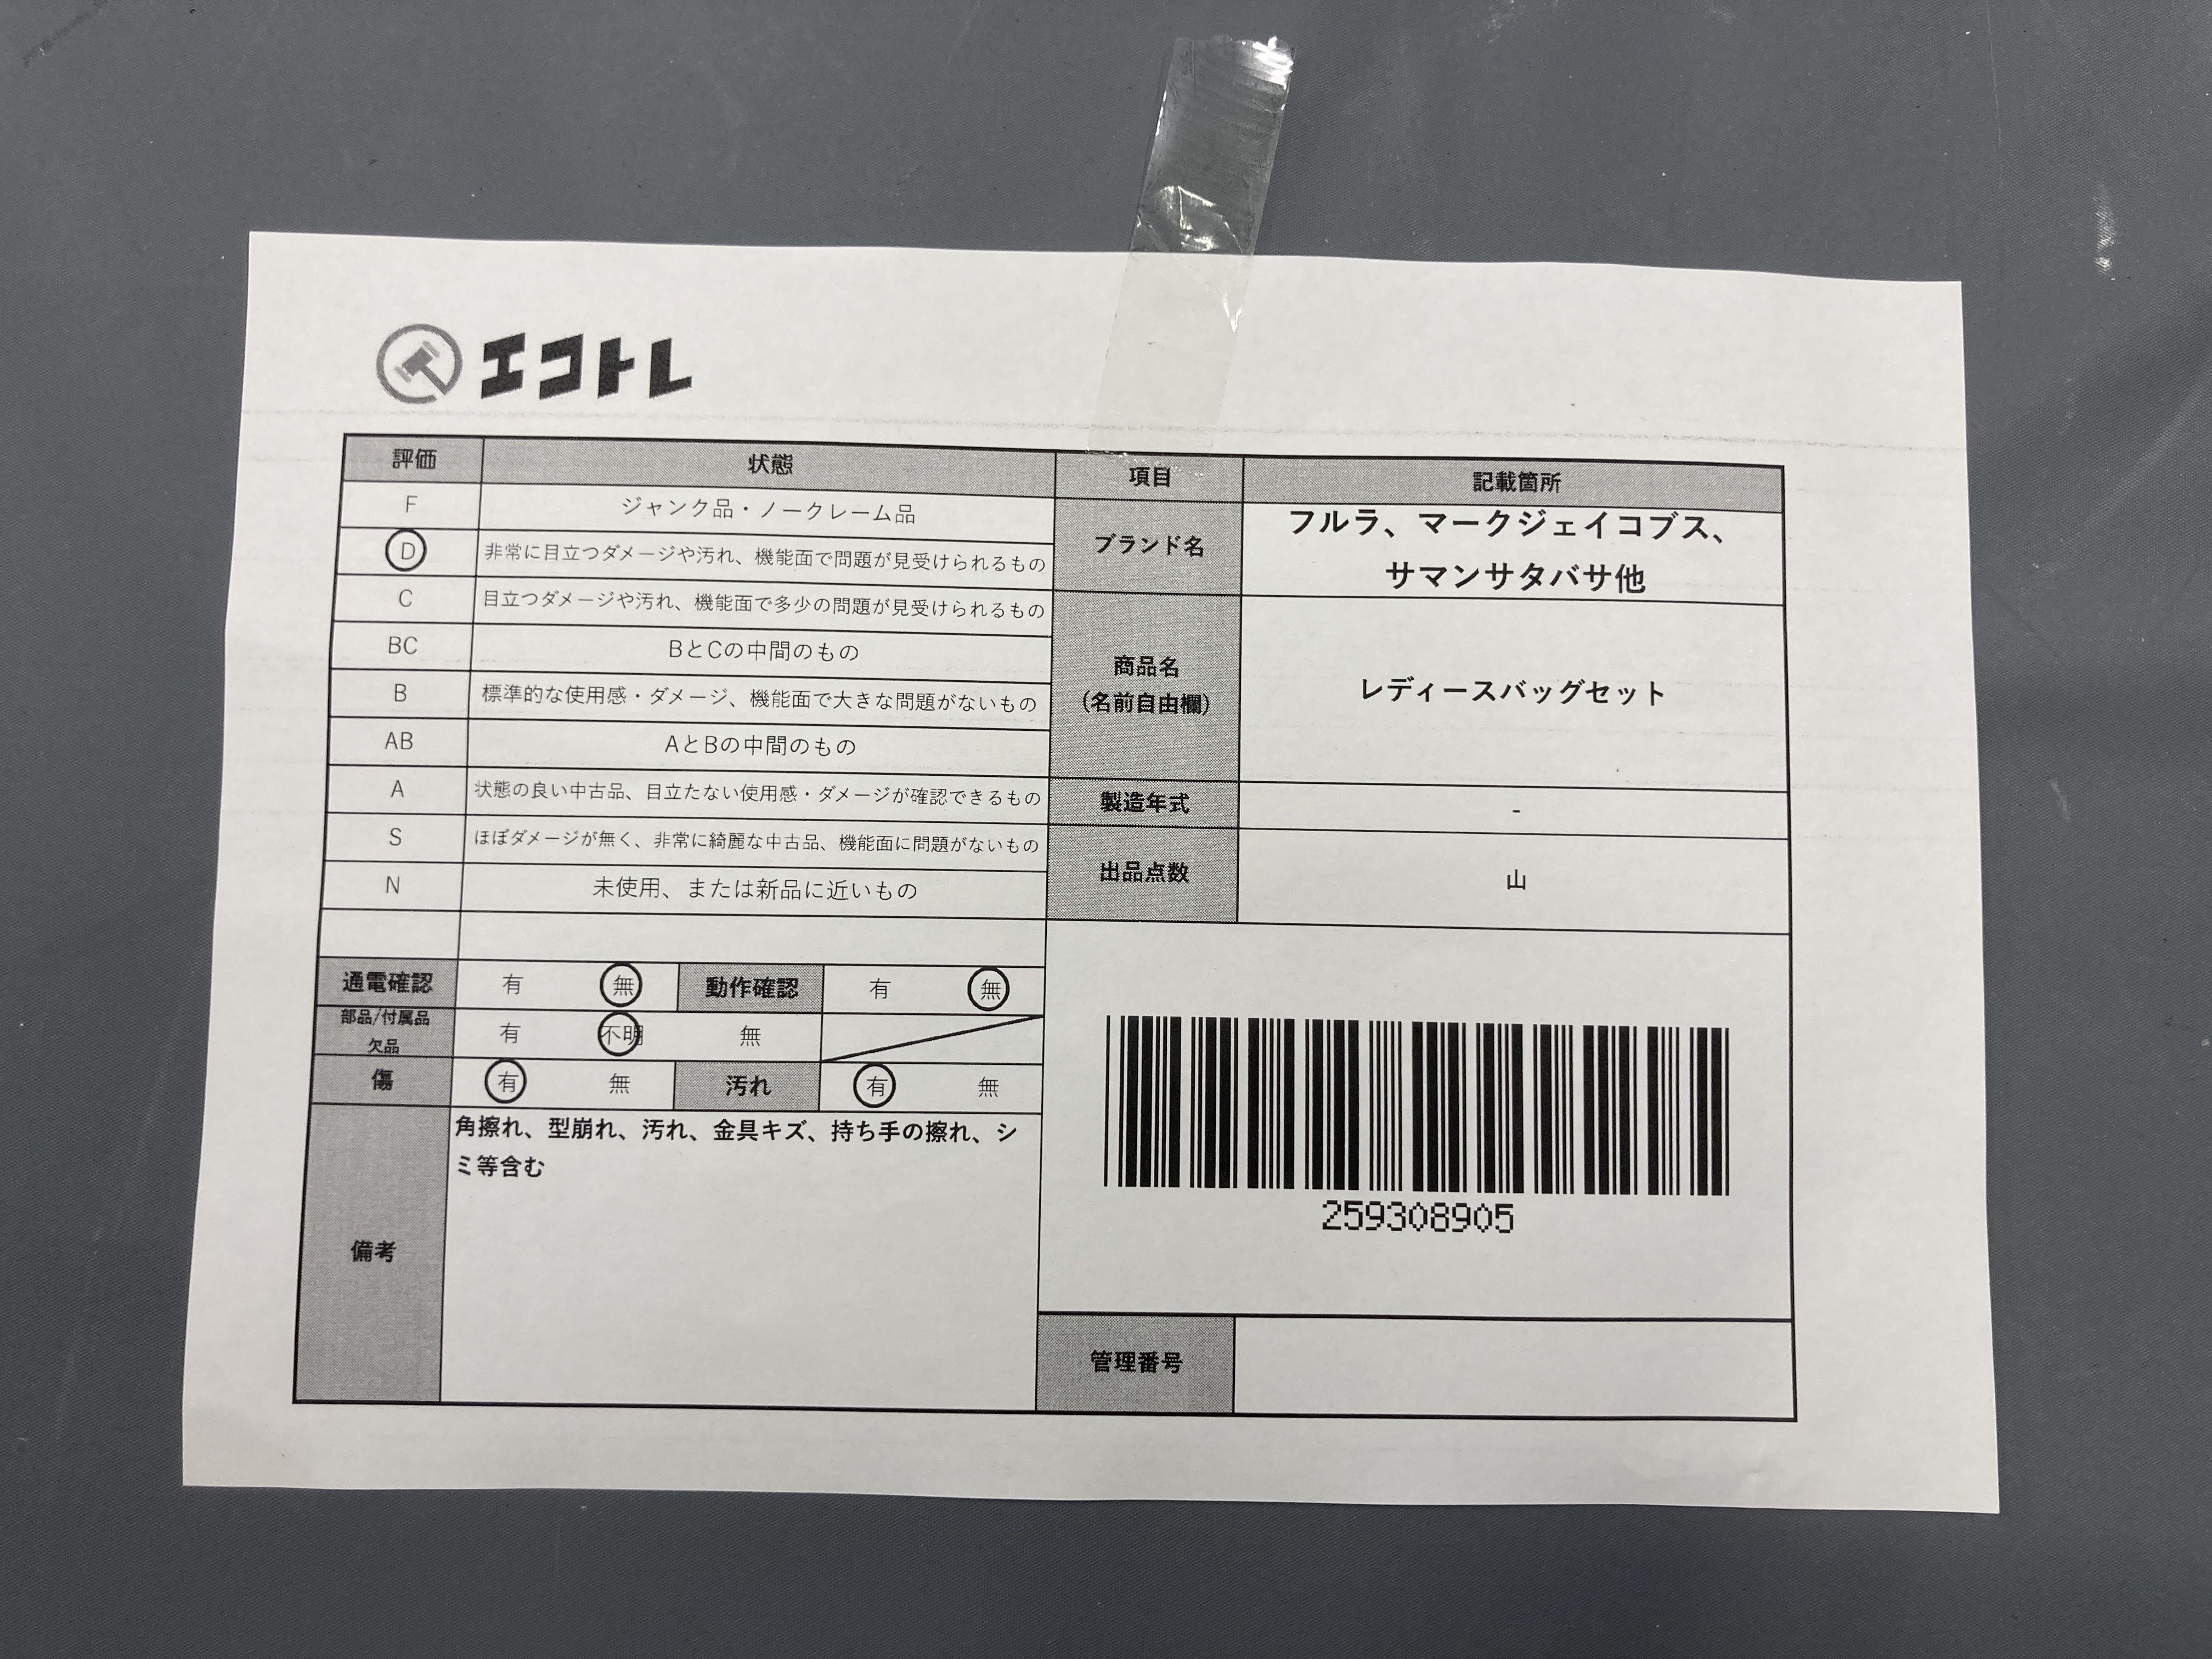 エコトレ
評価 状態 項目 記載箇所
F ジャンク品・ノークレーム品
D 非常に目立つダメージや汚れ、機能面で問題が見受けられるもの
C 目立つダメージや汚れ、機能面で多少の問題が見受けられるもの
BC BとCの中間のもの
B 標準的な使用感・ダメージ、機能面で大きな問題がないもの
AB AとBの中間のもの
A 状態の良い中古品、目立たない使用感・ダメージが確認できるもの
S ほぼダメージが無く、非常に綺麗な中古品、機能面に問題がないもの
N 未使用、または新品に近いもの
ブランド名
フルラ、マークジェイコブス、
サマンサタバサ他
商品名
（名前自由欄）
レディースバッグセット
製造年式 -
出品点数 山
通電確認 有 無 動作確認 有 無
部品/付属品
欠品
有 不明 無
傷 有 無 汚れ 有 無
備考
角擦れ、型崩れ、汚れ、金具キズ、持ち手の擦れ、シ
ミ等含む
259308905
管理番号